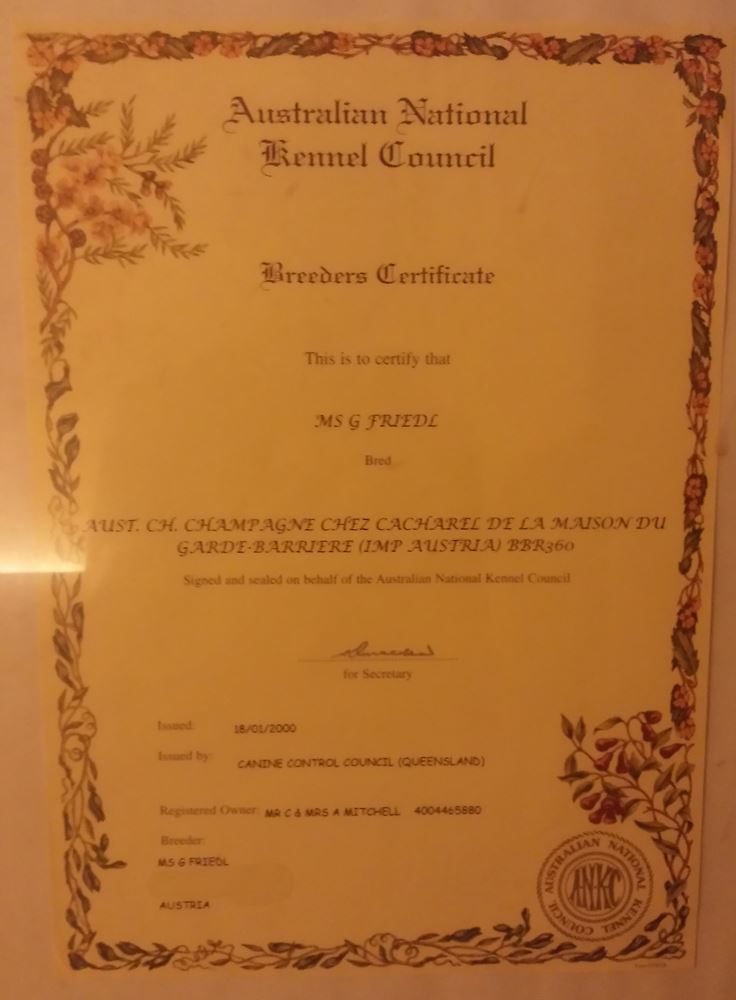 Australian National
Kennel Council
Breeders Certificate
This is to certify that
MS G FRIEDL
Bred
AUST. CH. CHAMPAGNE CHEZ CACHAREL DE LA MAISON DU
GARDE-BARRIERE (IMP AUSTRIA) BBR360
Signed and sealed on behalf of the Australian National Kennel Council
for Secretary
Issued: 18/01/2000
Issued by: CANINE CONTROL COUNCIL (QUEENSLAND)
Registered Owner: MR C & MRS A MITCHELL 4004465880
Breeder:
MS G FRIEDL
AUSTRIA
AUSTRALIAN NATIONAL KENNEL COUNCIL
ANKC